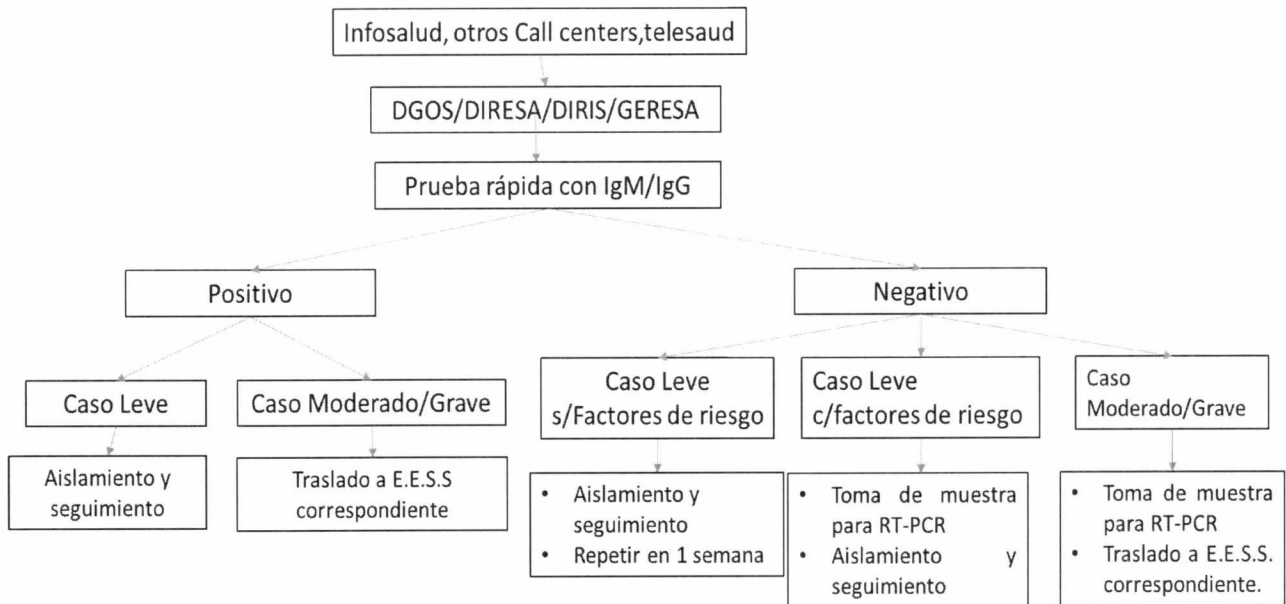 Infosalud, otros Call centers,telesaud
DGOS/DIRESA/DIRIS/GERESA
Prueba rápida con IgM/IgG
Positivo
Negativo
Caso Leve
Caso Moderado/Grave
Caso Leve
s/Factores de riesgo
Caso Leve
c/factores de riesgo
Caso
Moderado/Grave
Aislamiento y
seguimiento
Traslado a E.E.S.S
correspondiente
• Aislamiento y
seguimiento
• Repetir en 1 semana
• Toma de muestra
para RT-PCR
• Aislamiento y
seguimiento
• Toma de muestra
para RT-PCR
• Traslado a E.E.S.S.
correspondiente.